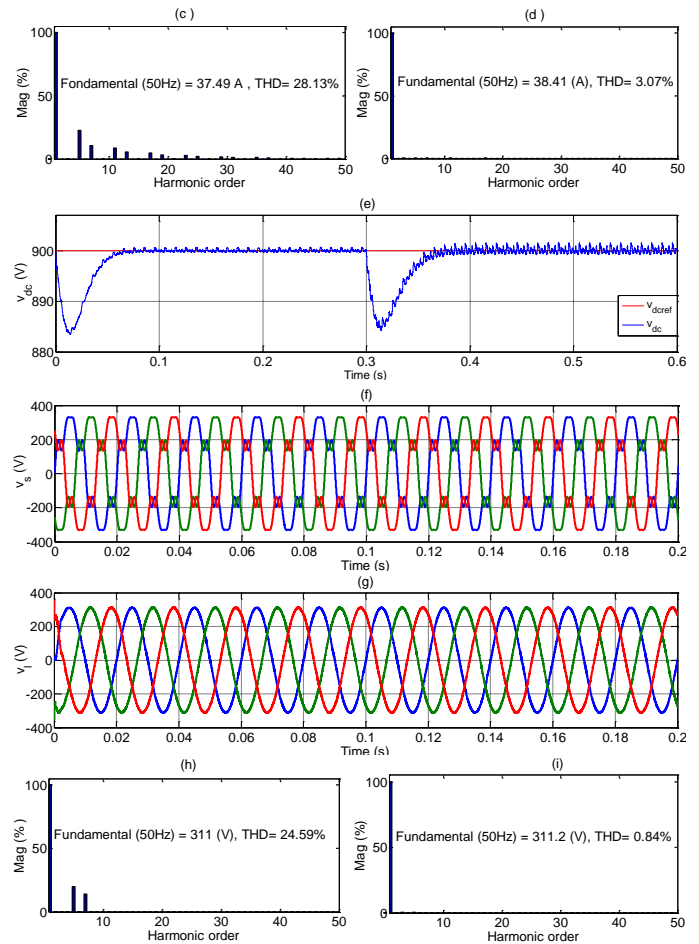 (c )
(d )
100
50
0
Mag (%)
Fondamental (50Hz) = 37.49 A , THD= 28.13%
10 20 30 40 50
Harmonic order
100
50
0
Mag (%)
Fundamental (50Hz) = 38.41 (A), THD= 3.07%
10 20 30 40 50
Harmonic order
(e)
900
890
880
v_dc (V)
v_dcref
v_dc
0 0.1 0.2 0.3 0.4 0.5 0.6
Time (s)
(f)
400
200
0
-200
-400
v_s (V)
0 0.02 0.04 0.06 0.08 0.1 0.12 0.14 0.16 0.18 0.2
Time (s)
(g)
400
200
0
-200
-400
v_l (V)
0 0.02 0.04 0.06 0.08 0.1 0.12 0.14 0.16 0.18 0.2
Time (s)
(h)
(i)
100
50
0
Mag (% )
Fundamental (50Hz) = 311 (V), THD= 24.59%
10 20 30 40 50
Harmonic order
100
50
0
Mag (%)
Fundamental (50Hz) = 311.2 (V), THD= 0.84%
10 20 30 40 50
Harmonic order